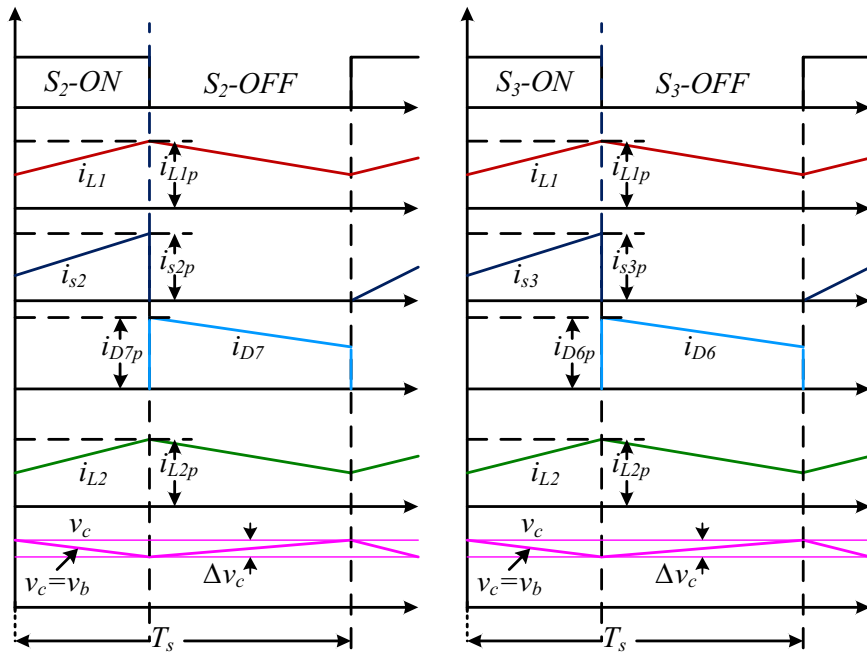 S2-ON S2-OFF
iL1 iL1p
is2 is2p
iD7p iD7
iL2 iL2p
vc
vc=vb Δvc
Ts
S3-ON S3-OFF
iL1 iL1p
is3 is3p
iD6p iD6
iL2 iL2p
vc
vc=vb Δvc
Ts